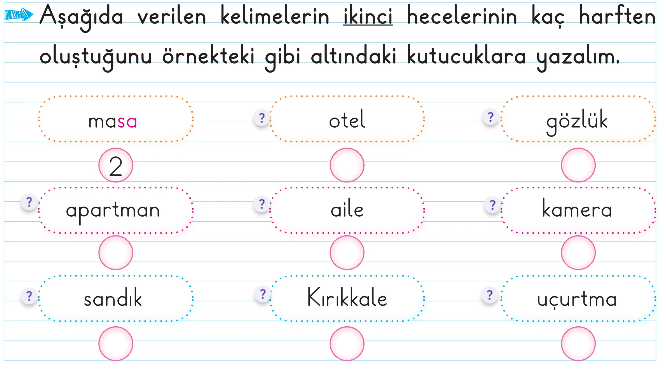 Aşağıda verilen kelimelerin ikinci hecelerinin kaç harften
oluştuğunu örnekteki gibi altındaki kutucuklara yazalım.
masa ? otel ? gözlük
2
? apartman ? aile ? kamera
? sandık ? Kırıkkale ? uçurtma